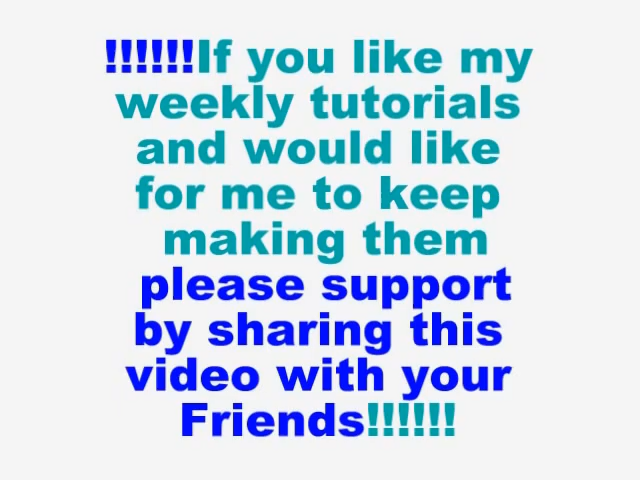 !!!!!!If you like my
weekly tutorials
and would like
for me to keep
making them
please support
by sharing this
video with your
Friends!!!!!!